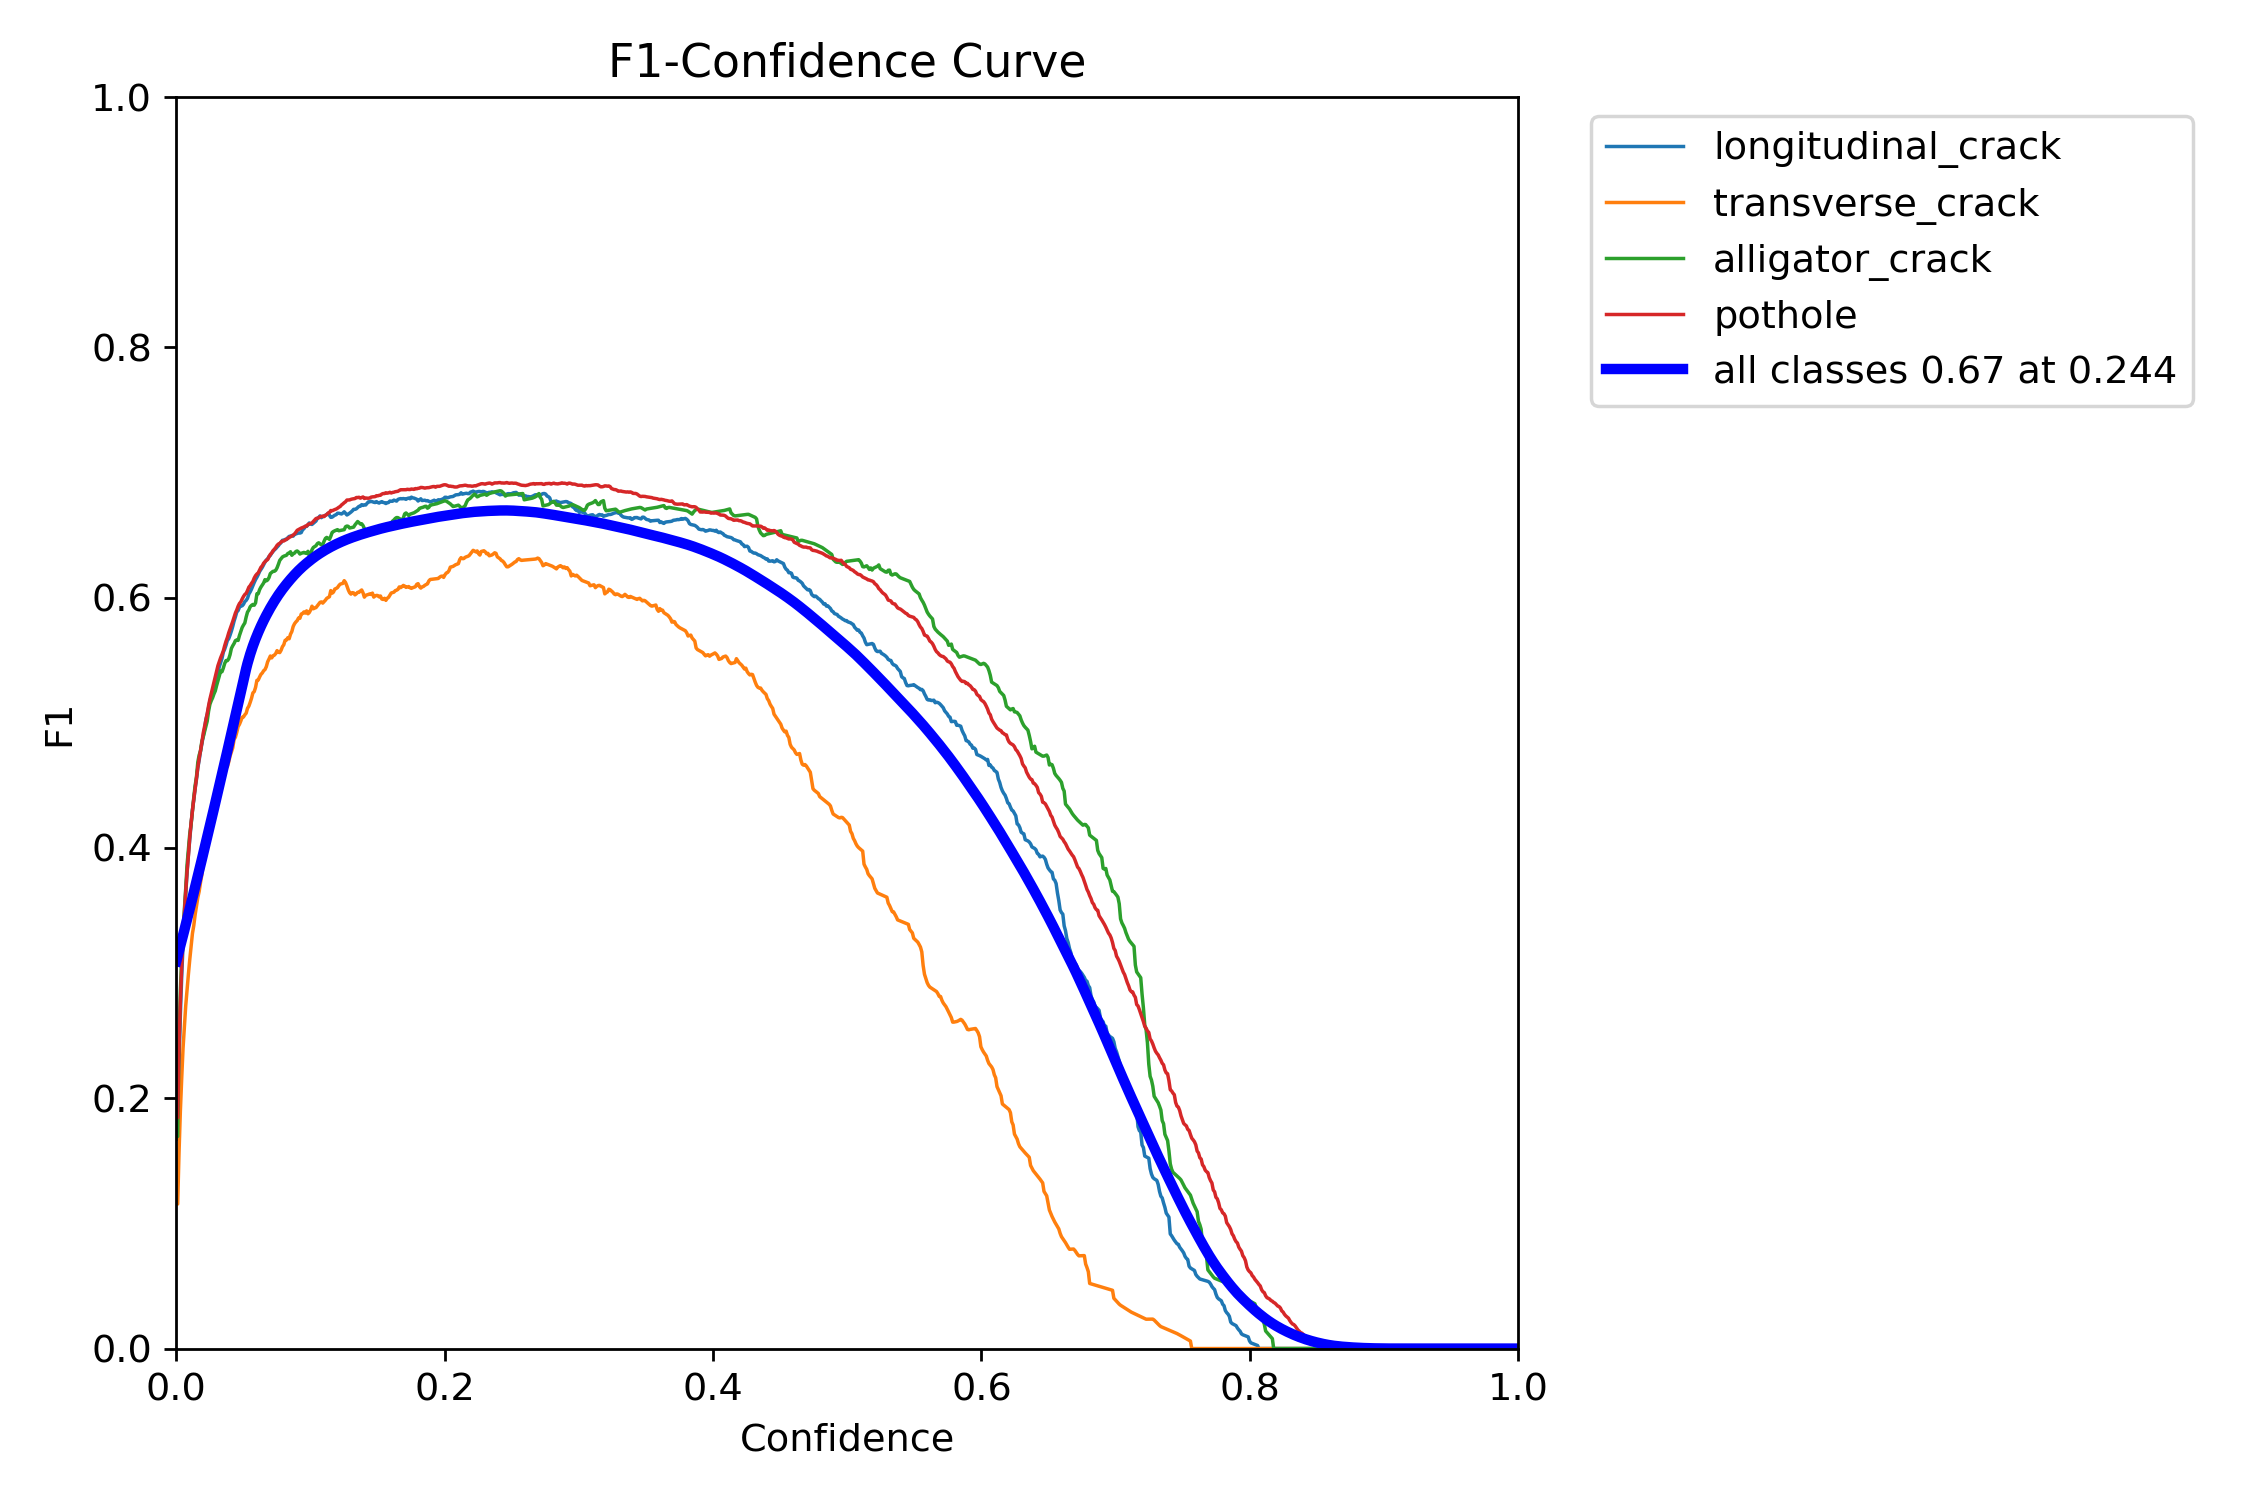 F1-Confidence Curve
1.0
0.8
0.6
0.4
0.2
0.0
F1
0.0 0.2 0.4 0.6 0.8 1.0
Confidence
longitudinal_crack
transverse_crack
alligator_crack
pothole
all classes 0.67 at 0.244